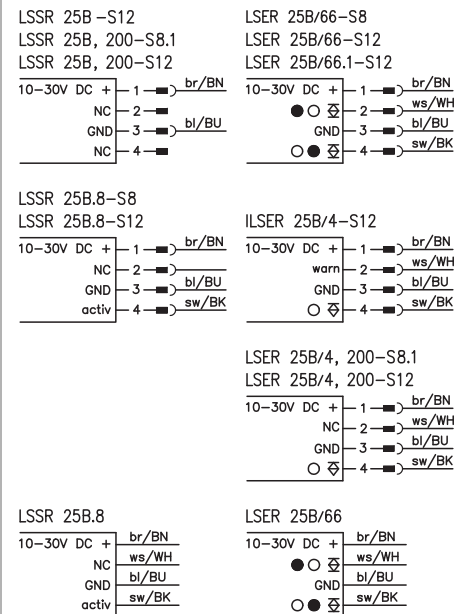 LSSR 25B –S12
LSSR 25B, 200–S8.1
LSSR 25B, 200–S12
10–30V DC + 1 br/BN
NC 2
GND 3 bl/BU
NC 4
LSER 25B/66–S8
LSER 25B/66–S12
LSER 25B/66.1–S12
10–30V DC + 1 br/BN
2 ws/WH
GND 3 bl/BU
4 sw/BK
LSSR 25B.8–S8
LSSR 25B.8–S12
10–30V DC + 1 br/BN
NC 2
GND 3 bl/BU
activ 4 sw/BK
ILSER 25B/4–S12
10–30V DC + 1 br/BN
warn 2 ws/WH
GND 3 bl/BU
4 sw/BK
LSER 25B/4, 200–S8.1
LSER 25B/4, 200–S12
10–30V DC + 1 br/BN
NC 2 ws/WH
GND 3 bl/BU
4 sw/BK
LSSR 25B.8
10–30V DC + br/BN
NC ws/WH
GND bl/BU
activ sw/BK
LSER 25B/66
10–30V DC + br/BN
ws/WH
GND bl/BU
sw/BK